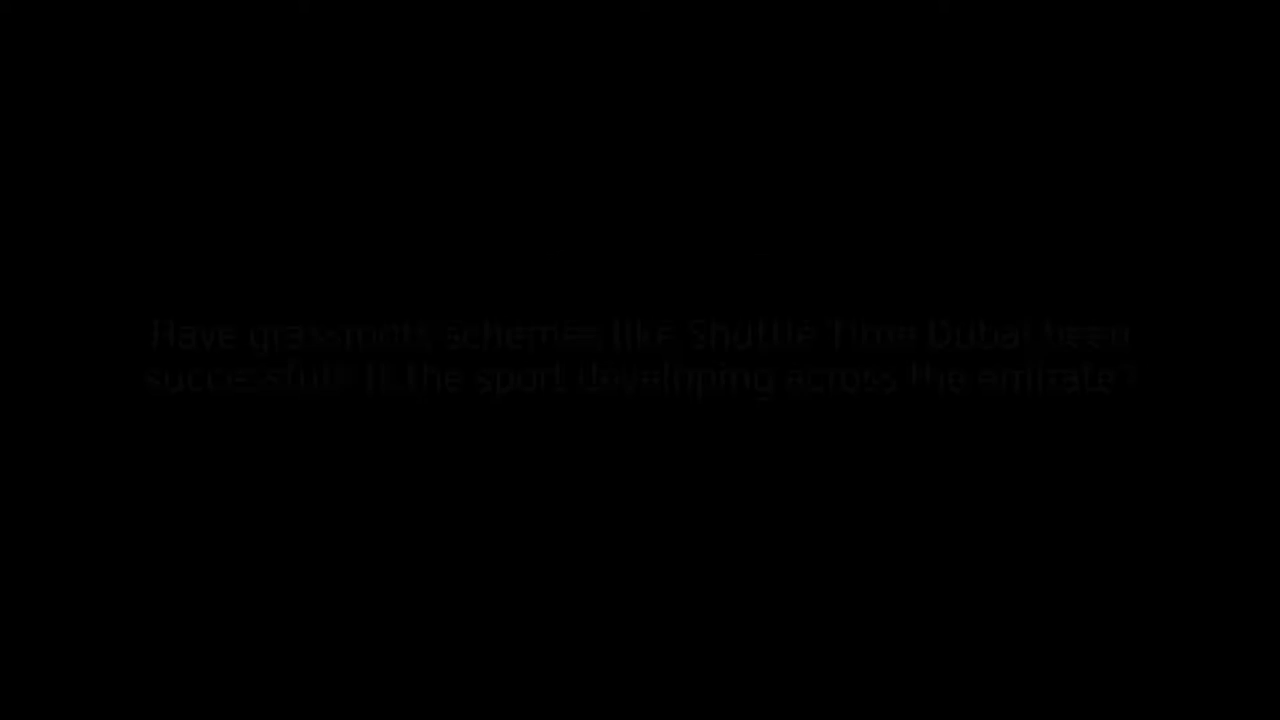 Have grassroots schemes like Shuttle Time Dubai been
successful? Is the sport developing across the emirate?